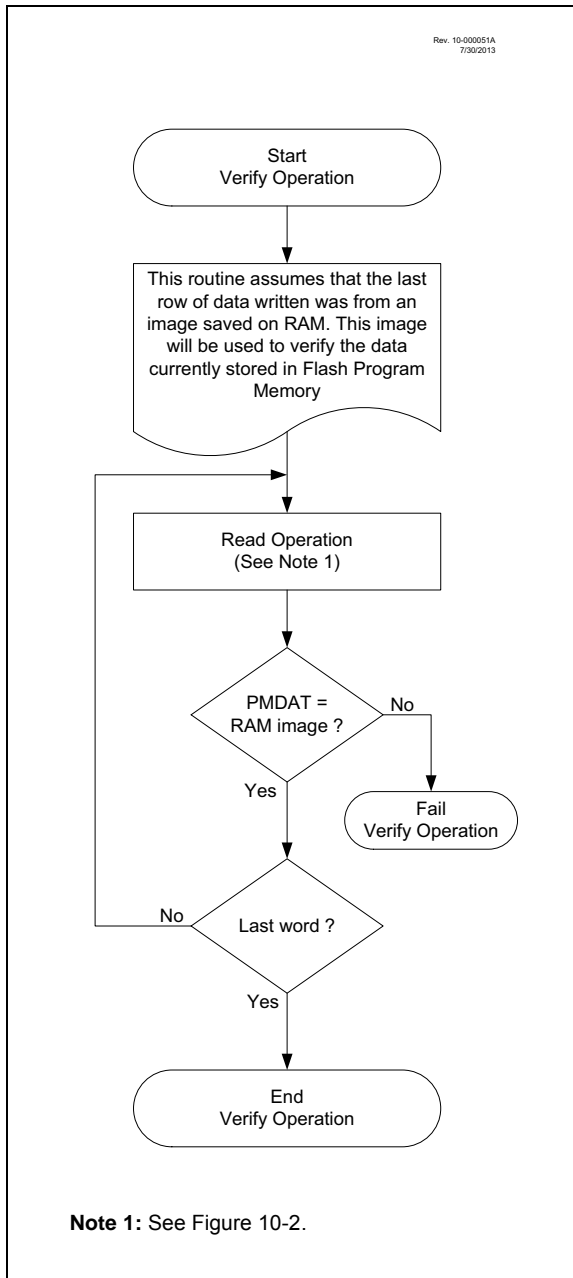 Rev. 10-000051A
7/30/2013
Start
Verify Operation
This routine assumes that the last
row of data written was from an
image saved on RAM. This image
will be used to verify the data
currently stored in Flash Program
Memory
Read Operation
(See Note 1)
PMDAT =
RAM image ?
No
Yes
Fail
Verify Operation
No
Last word ?
Yes
End
Verify Operation
Note 1: See Figure 10-2.